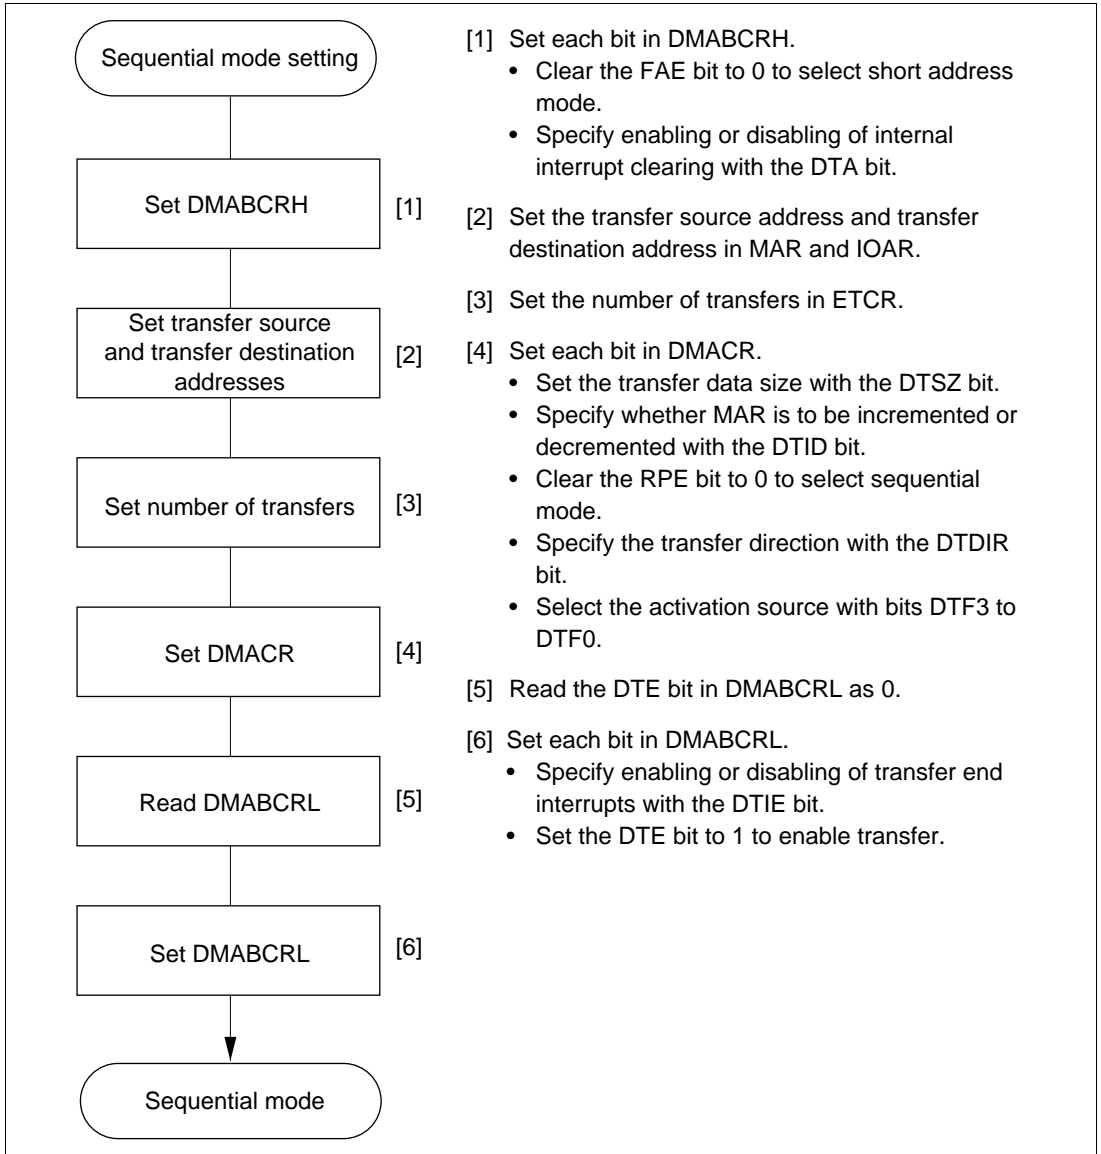 Sequential mode setting
Set DMABCRH
[1]
Set transfer source
and transfer destination
addresses
[2]
Set number of transfers
[3]
Set DMACR
[4]
Read DMABCRL
[5]
Set DMABCRL
[6]
Sequential mode
[1] Set each bit in DMABCRH.
• Clear the FAE bit to 0 to select short address
mode.
• Specify enabling or disabling of internal
interrupt clearing with the DTA bit.
[2] Set the transfer source address and transfer
destination address in MAR and IOAR.
[3] Set the number of transfers in ETCR.
[4] Set each bit in DMACR.
• Set the transfer data size with the DTSZ bit.
• Specify whether MAR is to be incremented or
decremented with the DTID bit.
• Clear the RPE bit to 0 to select sequential
mode.
• Specify the transfer direction with the DTDIR
bit.
• Select the activation source with bits DTF3 to
DTF0.
[5] Read the DTE bit in DMABCRL as 0.
[6] Set each bit in DMABCRL.
• Specify enabling or disabling of transfer end
interrupts with the DTIE bit.
• Set the DTE bit to 1 to enable transfer.